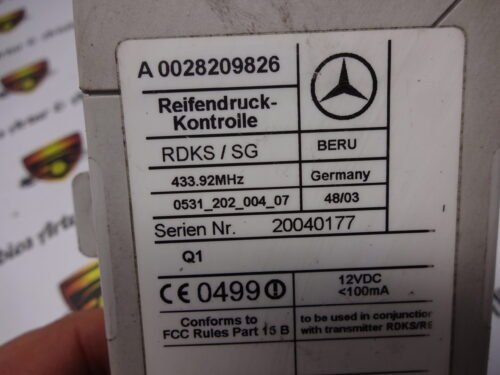 A 0028209826
Reifendruck-
Kontrolle
RDKS / SG
BERU
433.92MHz
Germany
0531_202_004_07
48/03
Serien Nr. 20040177
Q1
CE 0499
12VDC
<100mA
Conforms to
FCC Rules Part 15 B
to be used in conjunction
with transmitter RDKS/RS